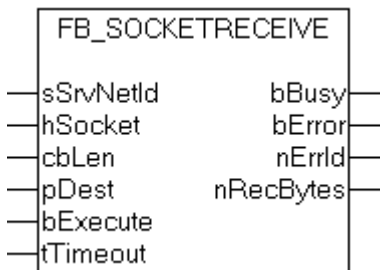 FB_SOCKETRECEIVE
sSrvNetId bBusy
hSocket bError
cbLen nErrId
pDest nRecBytes
bExecute
tTimeout